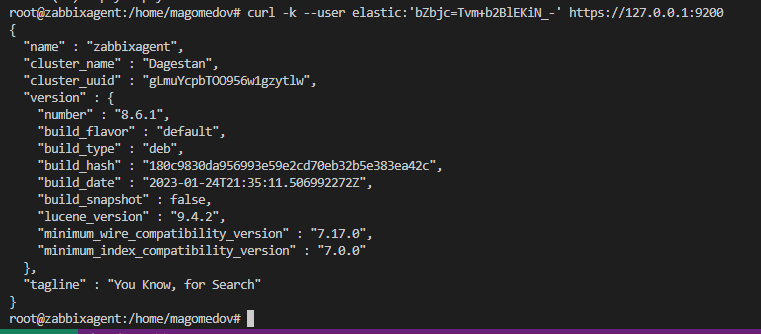 root@zabbixagent:/home/magomedov# curl -k --user elastic:'bZbjc=Tvm+b2BlEKiN_-' https://127.0.0.1:9200
{
  "name" : "zabbixagent",
  "cluster_name" : "Dagestan",
  "cluster_uuid" : "gLmuYcpbTOO956w1gzytlw",
  "version" : {
    "number" : "8.6.1",
    "build_flavor" : "default",
    "build_type" : "deb",
    "build_hash" : "180c9830da956993e59e2cd70eb32b5e383ea42c",
    "build_date" : "2023-01-24T21:35:11.506992272Z",
    "build_snapshot" : false,
    "lucene_version" : "9.4.2",
    "minimum_wire_compatibility_version" : "7.17.0",
    "minimum_index_compatibility_version" : "7.0.0"
  },
  "tagline" : "You Know, for Search"
}
root@zabbixagent:/home/magomedov#